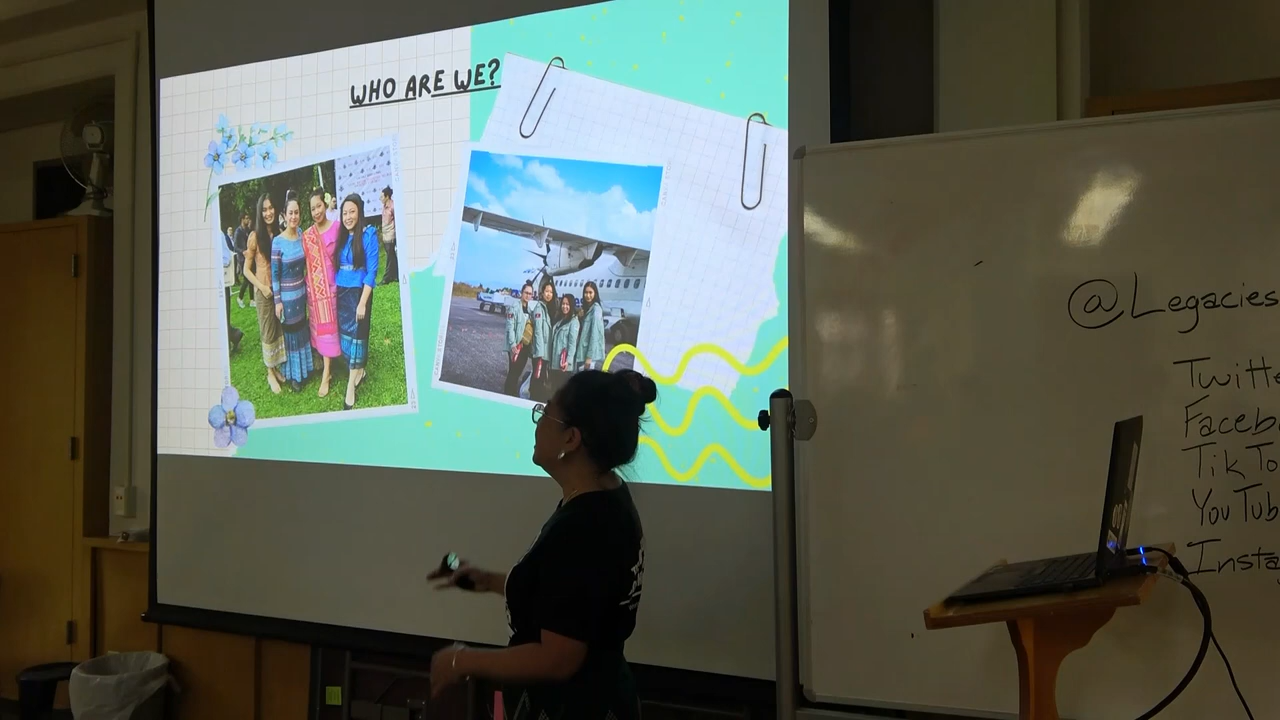 WHO ARE WE?
@Legacies
Twitte
Faceb
TikTo
YouTub
Insta